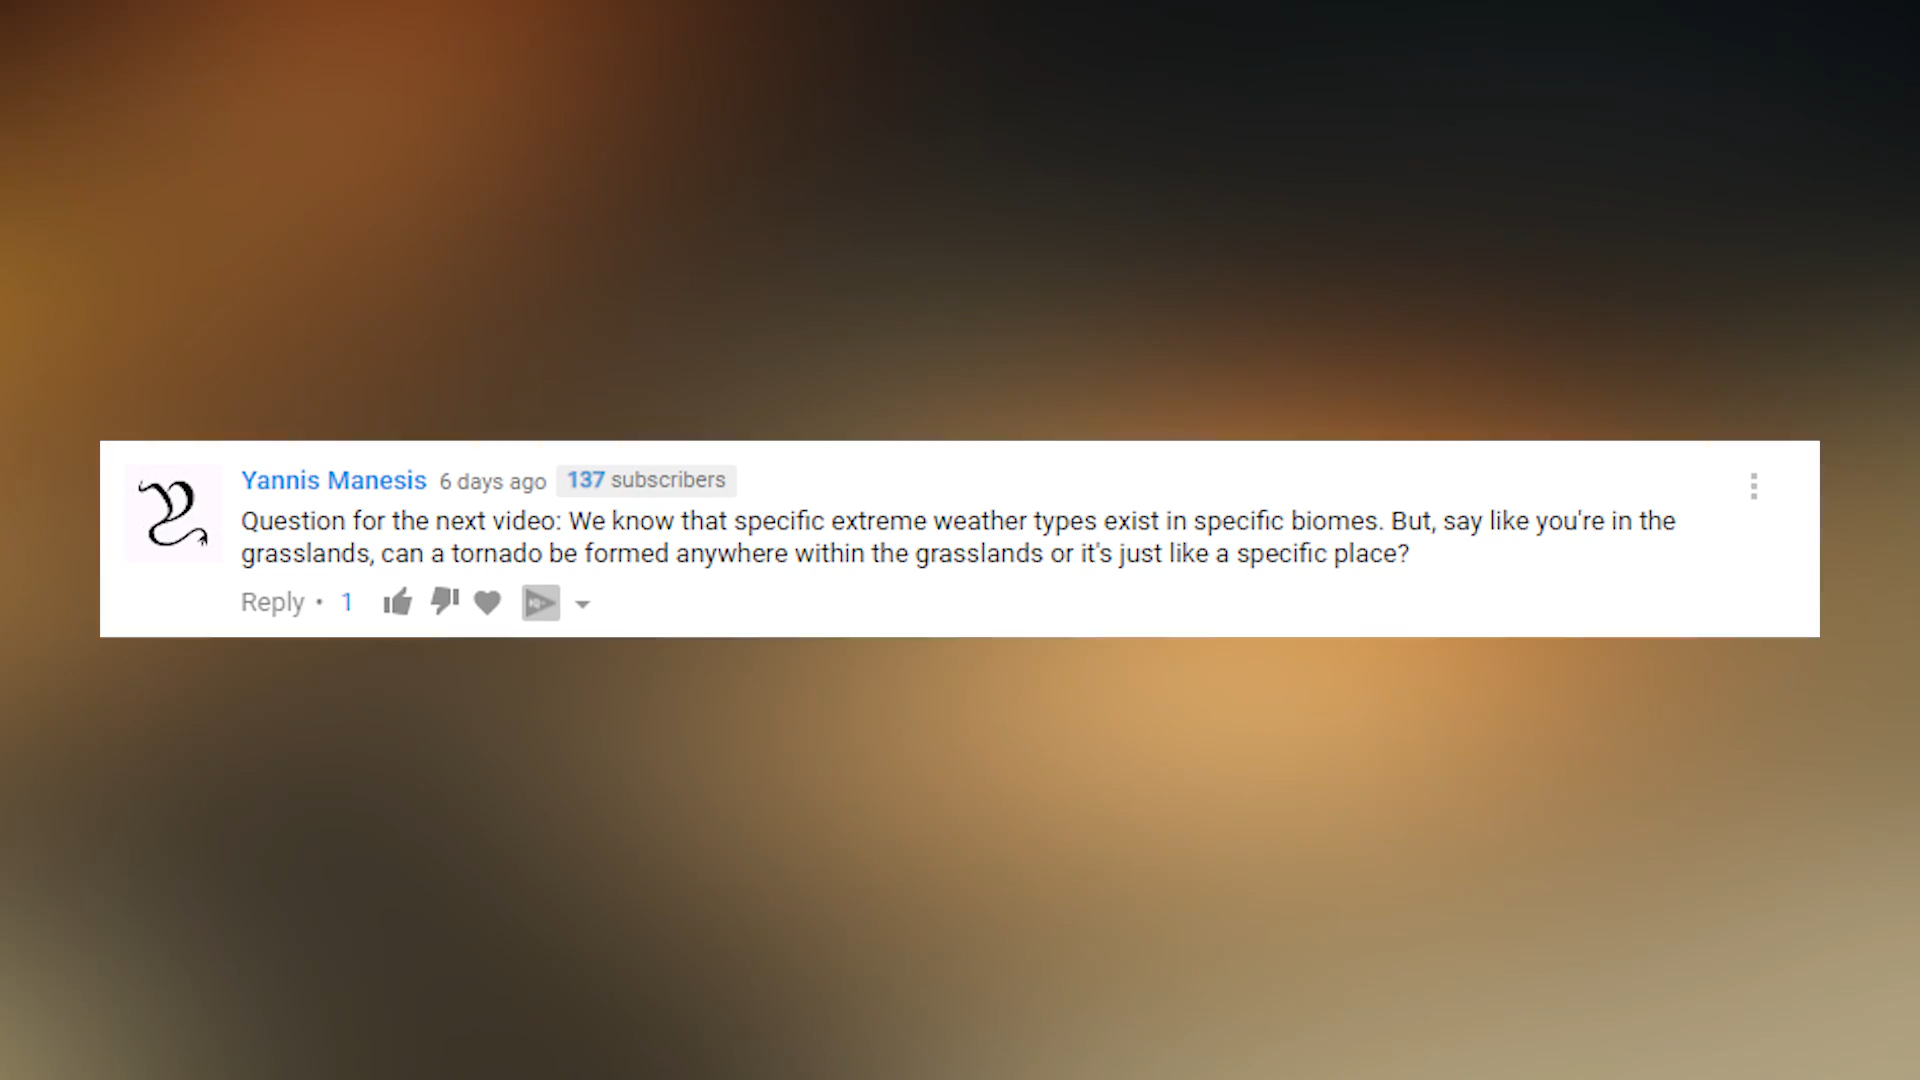 Yannis Manesis 6 days ago 137 subscribers
Question for the next video: We know that specific extreme weather types exist in specific biomes. But, say like you're in the
grasslands, can a tornado be formed anywhere within the grasslands or it's just like a specific place?
Reply • 1